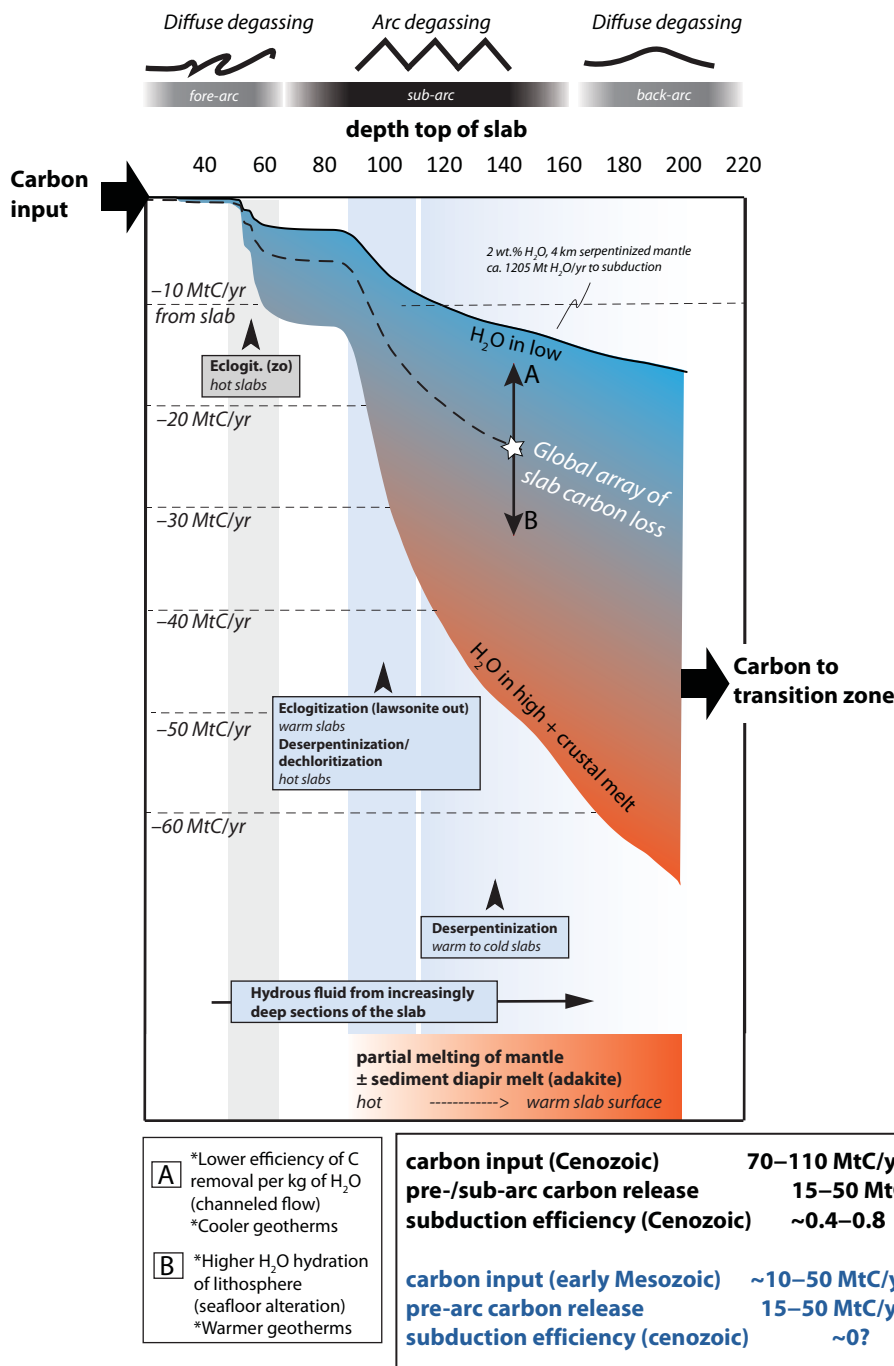 Diffuse degassing
Arc degassing
Diffuse degassing
fore-arc
sub-arc
back-arc
depth top of slab
40 60 80 100 120 140 160 180 200 220
Carbon
input
2 wt.% H₂O, 4 km serpentinized mantle
ca. 1205 Mt H₂O/yr to subduction
–10 MtC/yr
from slab
H₂O in low
Eclogit. (zo)
hot slabs
A
–20 MtC/yr
Global array of
slab carbon loss
B
–30 MtC/yr
–40 MtC/yr
H₂O in high + crustal melt
Carbon to
transition zone
Eclogitization (lawsonite out)
warm slabs
Deserpentinization/
dechloritization
hot slabs
–50 MtC/yr
–60 MtC/yr
Deserpentinization
warm to cold slabs
Hydrous fluid from increasingly
deep sections of the slab
partial melting of mantle
± sediment diapir melt (adakite)
hot ------------> warm slab surface
A *Lower efficiency of C
removal per kg of H₂O
(channeled flow)
*Cooler geotherms
B *Higher H₂O hydration
of lithosphere
(seafloor alteration)
*Warmer geotherms
carbon input (Cenozoic) 70–110 MtC/y
pre-/sub-arc carbon release 15–50 MtC
subduction efficiency (Cenozoic) ~0.4–0.8
carbon input (early Mesozoic) ~10–50 MtC/y
pre-arc carbon release 15–50 MtC/y
subduction efficiency (cenozoic) ~0?